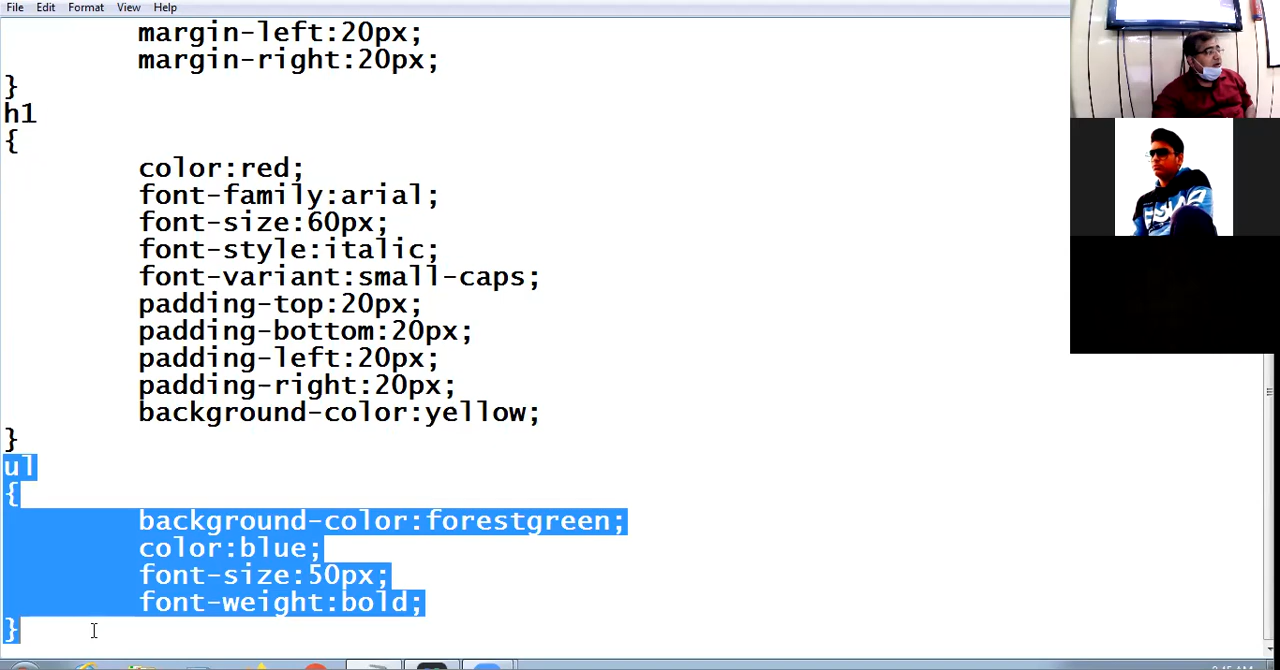 File Edit Format View Help
margin-left:20px;
margin-right:20px;
}
h1
{
color:red;
font-family:arial;
font-size:60px;
font-style:italic;
font-variant:small-caps;
padding-top:20px;
padding-bottom:20px;
padding-left:20px;
padding-right:20px;
background-color:yellow;
}
ul
{
background-color:forestgreen;
color:blue;
font-size:50px;
font-weight:bold;
}